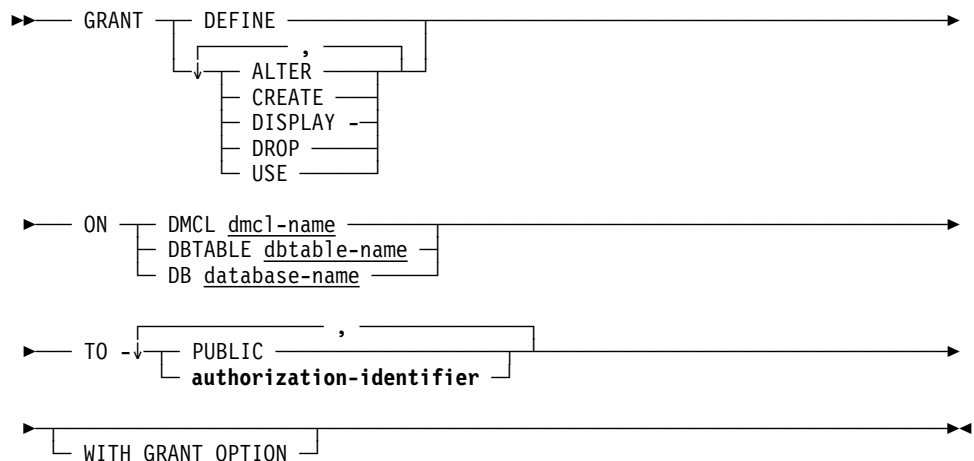 GRANT DEFINE
,
ALTER
CREATE
DISPLAY
DROP
USE
ON DMCL dmcl-name
DBTABLE dbtable-name
DB database-name
,
TO PUBLIC
authorization-identifier
WITH GRANT OPTION